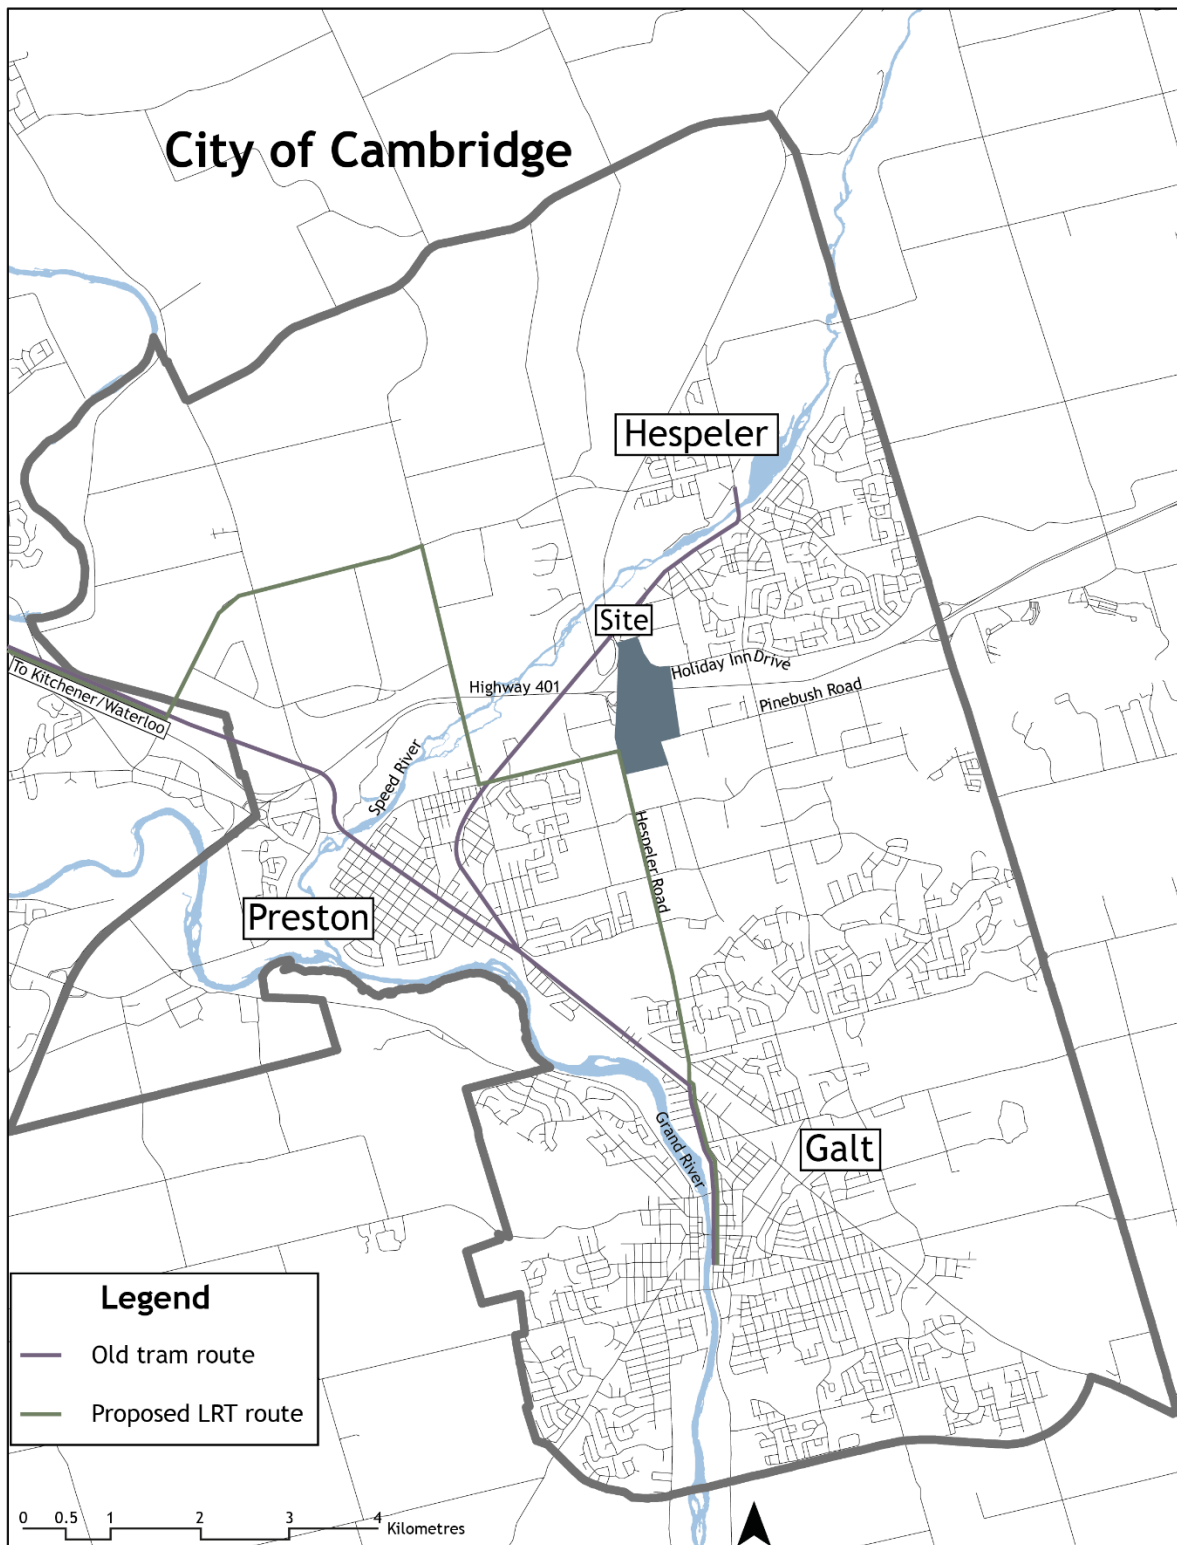 City of Cambridge
Hespeler
Site
Holiday Inn Drive
Highway 401
Pinebush Road
To Kitchener/Waterloo
Speed River
Hespeler Road
Preston
Grand River
Galt
Legend
Old tram route
Proposed LRT route
0 0.5 1 2 3 4
Kilometres